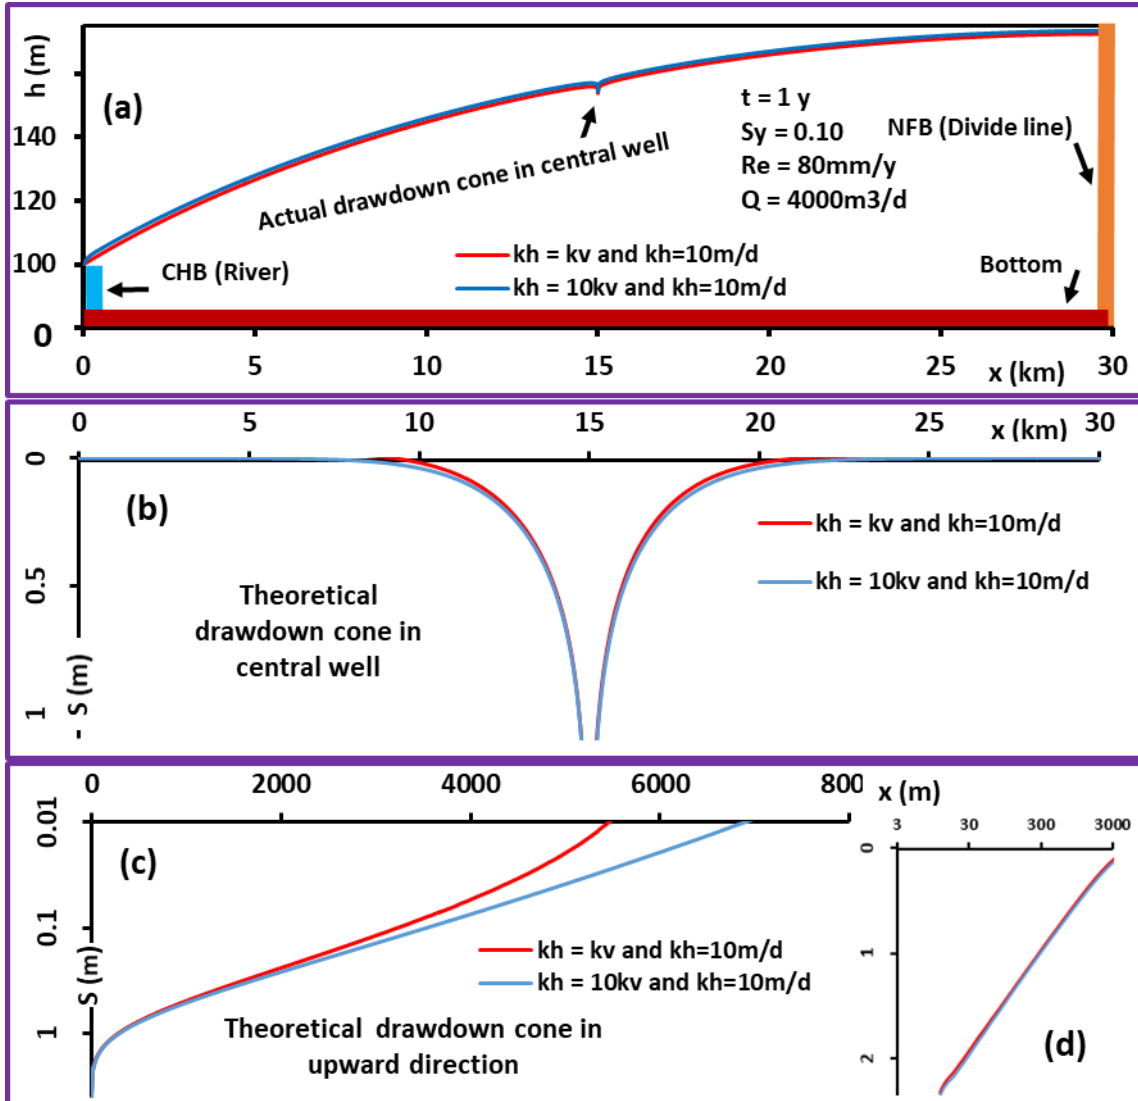 h (m)
140
120
100
0
(a)
Actual drawdown cone in central well
t = 1 y
Sy = 0.10
Re = 80mm/y
Q = 4000m3/d
NFB (Divide line)
kh = kv and kh=10m/d
kh = 10kv and kh=10m/d
CHB (River)
Bottom
0 5 10 15 20 25 30
x (km)
0 5 10 15 20 25 30
x (km)
0
0.5
1
- S (m)
(b)
kh = kv and kh=10m/d
kh = 10kv and kh=10m/d
Theoretical
drawdown cone in
central well
0 2000 4000 6000 800
x (m)
0.01
0.1
1
S (m)
(c)
kh = kv and kh=10m/d
kh = 10kv and kh=10m/d
Theoretical drawdown cone in
upward direction
3 30 300 3000
0
1
2
(d)